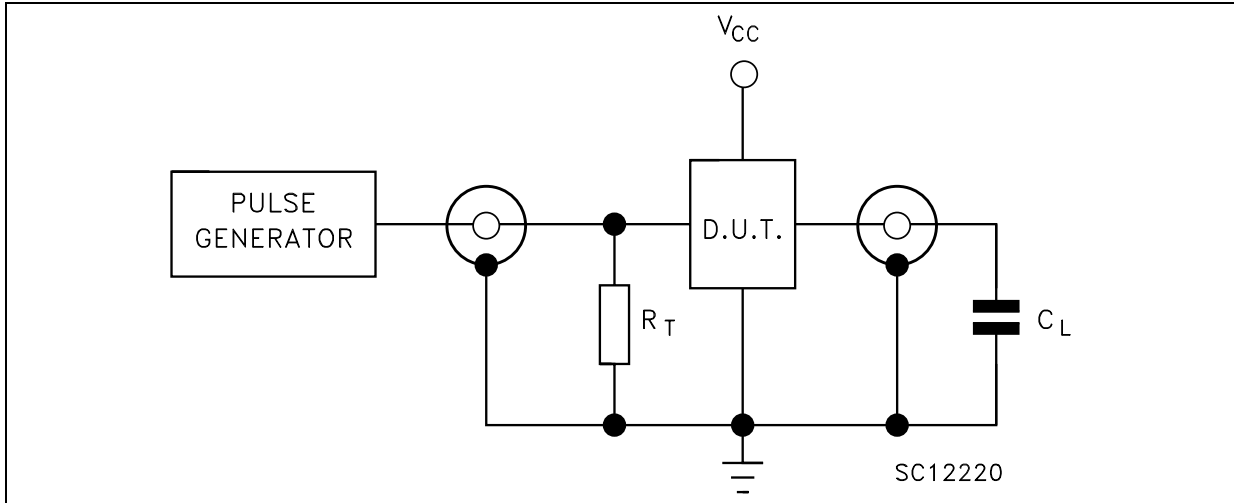 VCC
PULSE
GENERATOR
D.U.T.
RT
CL
SC12220